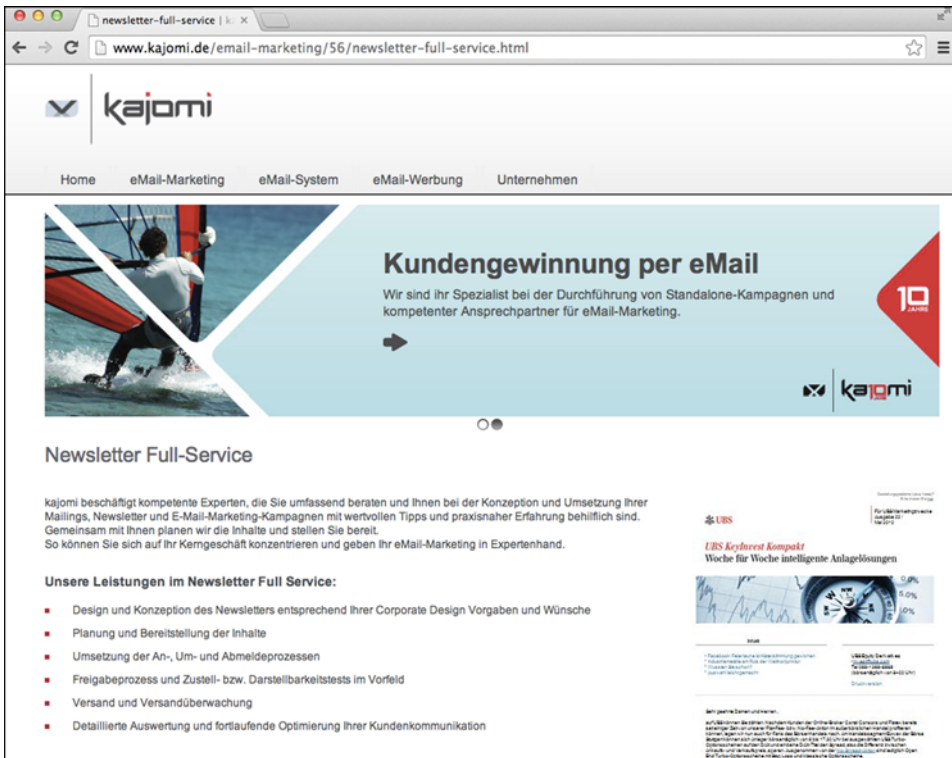 newsletter-full-service | k
www.kajomi.de/email-marketing/56/newsletter-full-service.html
kajomi
Home eMail-Marketing eMail-System eMail-Werbung Unternehmen
Kundengewinnung per eMail
Wir sind ihr Spezialist bei der Durchführung von Standalone-Kampagnen und
kompetenter Ansprechpartner für eMail-Marketing.
10
JAHRE
kajomi
Newsletter Full-Service
kajomi beschäftigt kompetente Experten, die Sie umfassend beraten und Ihnen bei der Konzeption und Umsetzung Ihrer
Mailings, Newsletter und E-Mail-Marketing-Kampagnen mit wertvollen Tipps und praxisnaher Erfahrung behilflich sind.
Gemeinsam mit Ihnen planen wir die Inhalte und stellen Sie bereit.
So können Sie sich auf Ihr Kerngeschäft konzentrieren und geben Ihr eMail-Marketing in Expertenhand.
Unsere Leistungen im Newsletter Full Service:
Design und Konzeption des Newsletters entsprechend Ihrer Corporate Design Vorgaben und Wünsche
Planung und Bereitstellung der Inhalte
Umsetzung der An-, Um- und Abmeldeprozessen
Freigabeprozess und Zustell- bzw. Darstellbarkeitstests im Vorfeld
Versand und Versandüberwachung
Detaillierte Auswertung und fortlaufende Optimierung Ihrer Kundenkommunikation
UBS
UBS KeyInvest Kompakt
Woche für Woche intelligente Anlagelösungen